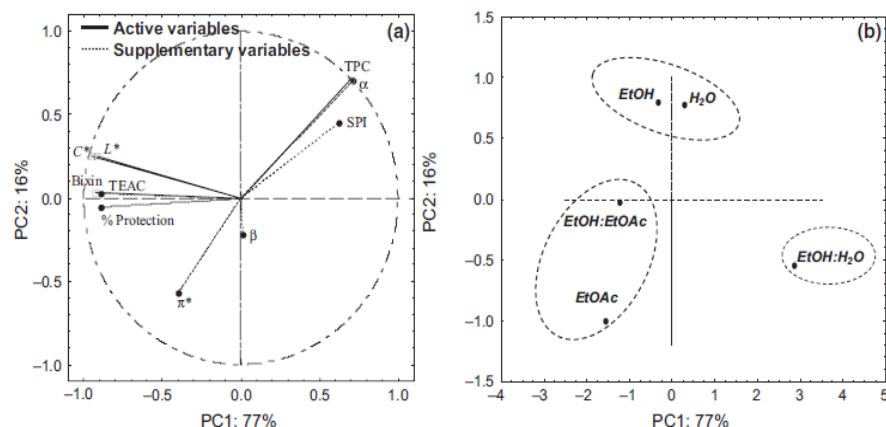 (a)
Active variables
Supplementary variables
1.0
0.5
0.0
−0.5
−1.0
PC2: 16%
TPC
α
SPI
C* L*
Bixin TEAC
% Protection
β
π*
−1.0 −0.5 0.0 0.5 1.0
PC1: 77%
(b)
1.5
1.0
0.5
0.0
−0.5
−1.0
−1.5
PC2: 16%
EtOH H₂O
EtOH:EtOAc
EtOH:H₂O
EtOAc
−4 −3 −2 −1 0 1 2 3 4 5
PC1: 77%